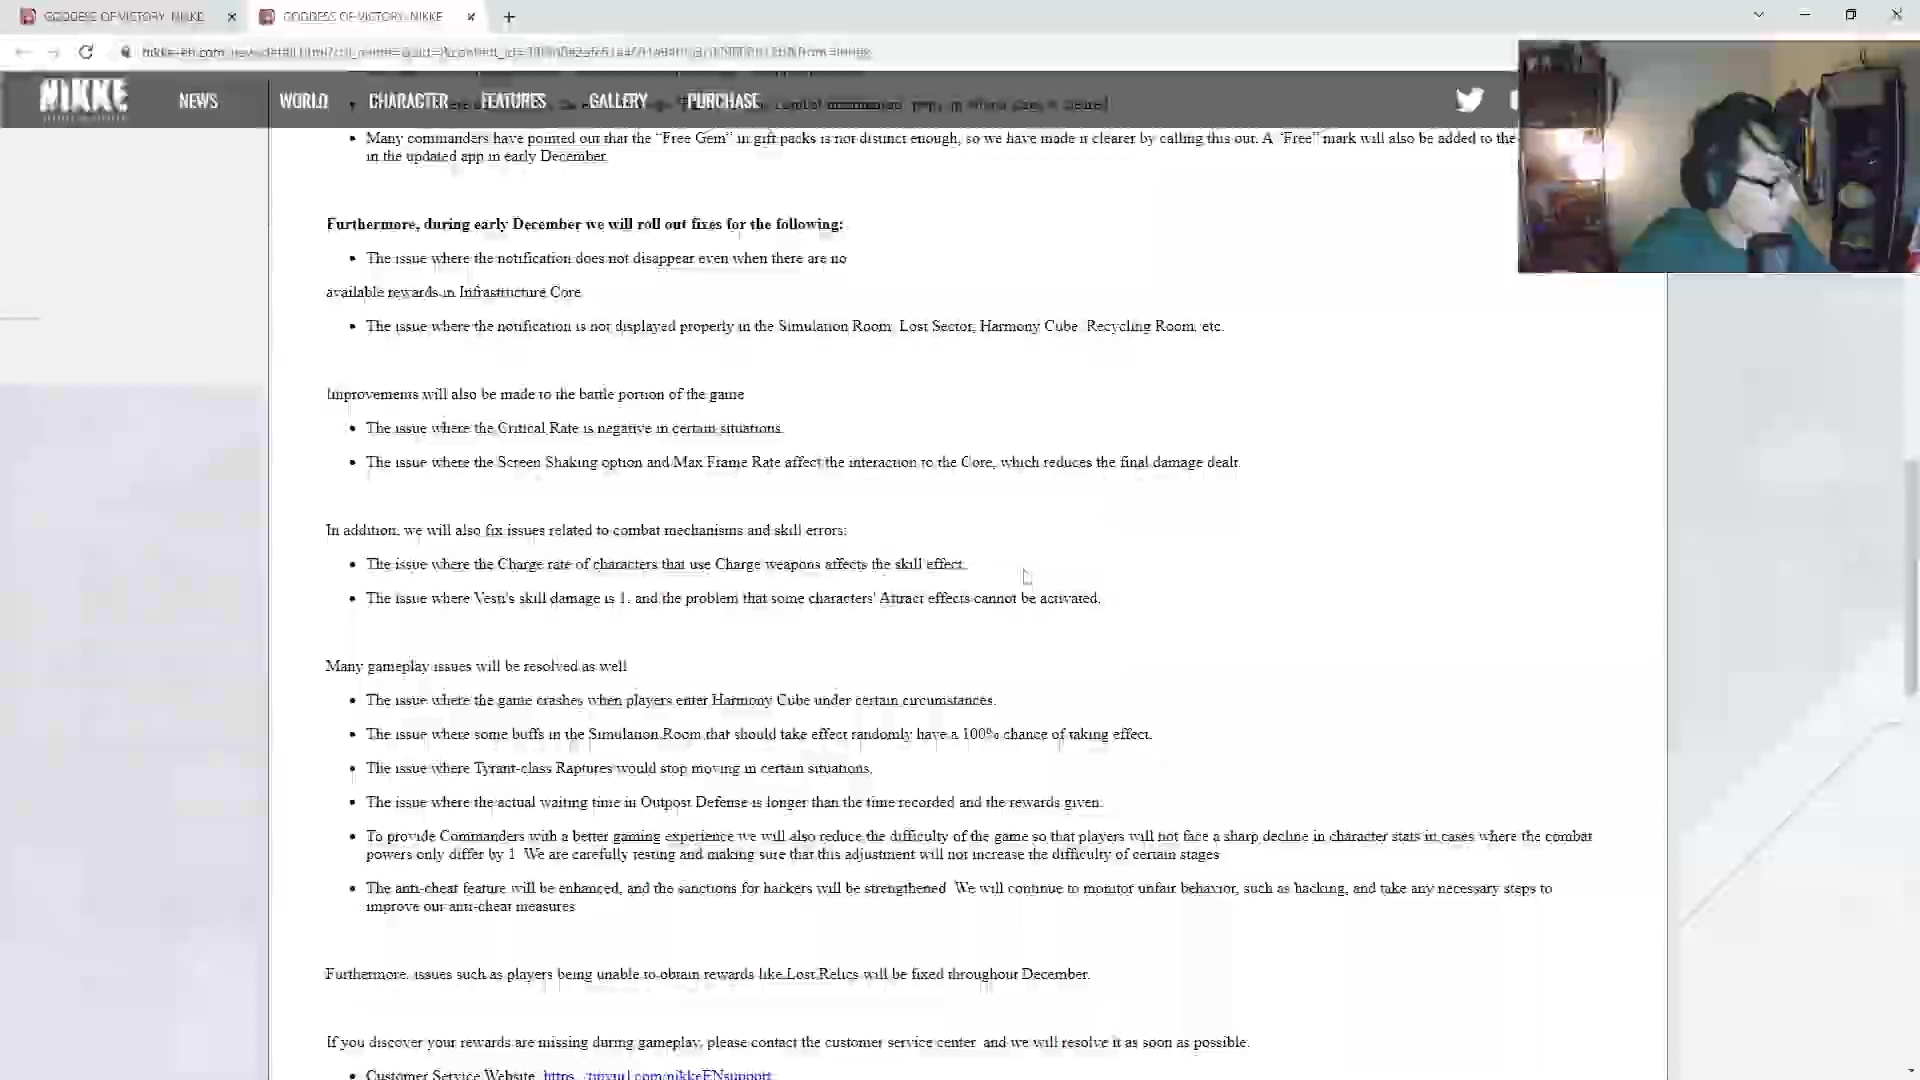 GODDESS OF VICTORY: NIKKE
GODDESS OF VICTORY: NIKKE
NIKKE
NEWS
WORLD
CHARACTER
FEATURES
GALLERY
PURCHASE
Many commanders have pointed out that the “Free Gem” in gift packs is not distinct enough, so we have made it clearer by calling this out. A “Free” mark will also be added to the
in the updated app in early December.
Furthermore, during early December we will roll out fixes for the following:
The issue where the notification does not disappear even when there are no
available rewards in Infrastructure Core.
The issue where the notification is not displayed properly in the Simulation Room, Lost Sector, Harmony Cube, Recycling Room, etc.
Improvements will also be made to the battle portion of the game
The issue where the Critical Rate is negative in certain situations.
The issue where the Screen Shaking option and Max Frame Rate affect the interaction to the Core, which reduces the final damage dealt.
In addition, we will also fix issues related to combat mechanisms and skill errors:
The issue where the Charge rate of characters that use Charge weapons affects the skill effect.
The issue where Vesti's skill damage is 1, and the problem that some characters' Attract effects cannot be activated.
Many gameplay issues will be resolved as well
The issue where the game crashes when players enter Harmony Cube under certain circumstances.
The issue where some buffs in the Simulation Room that should take effect randomly have a 100% chance of taking effect.
The issue where Tyrant-class Raptures would stop moving in certain situations,
The issue where the actual waiting time in Outpost Defense is longer than the time recorded and the rewards given.
To provide Commanders with a better gaming experience we will also reduce the difficulty of the game so that players will not face a sharp decline in character stats in cases where the combat
powers only differ by 1. We are carefully testing and making sure that this adjustment will not increase the difficulty of certain stages
The anti-cheat feature will be enhanced, and the sanctions for hackers will be strengthened. We will continue to monitor unfair behavior, such as hacking, and take any necessary steps to
improve our anti-cheat measures
Furthermore, issues such as players being unable to obtain rewards like Lost Relics will be fixed throughout December.
If you discover your rewards are missing during gameplay, please contact the customer service center, and we will resolve it as soon as possible.
Customer Service Website: https://tinyurl.com/nikkeENsupport